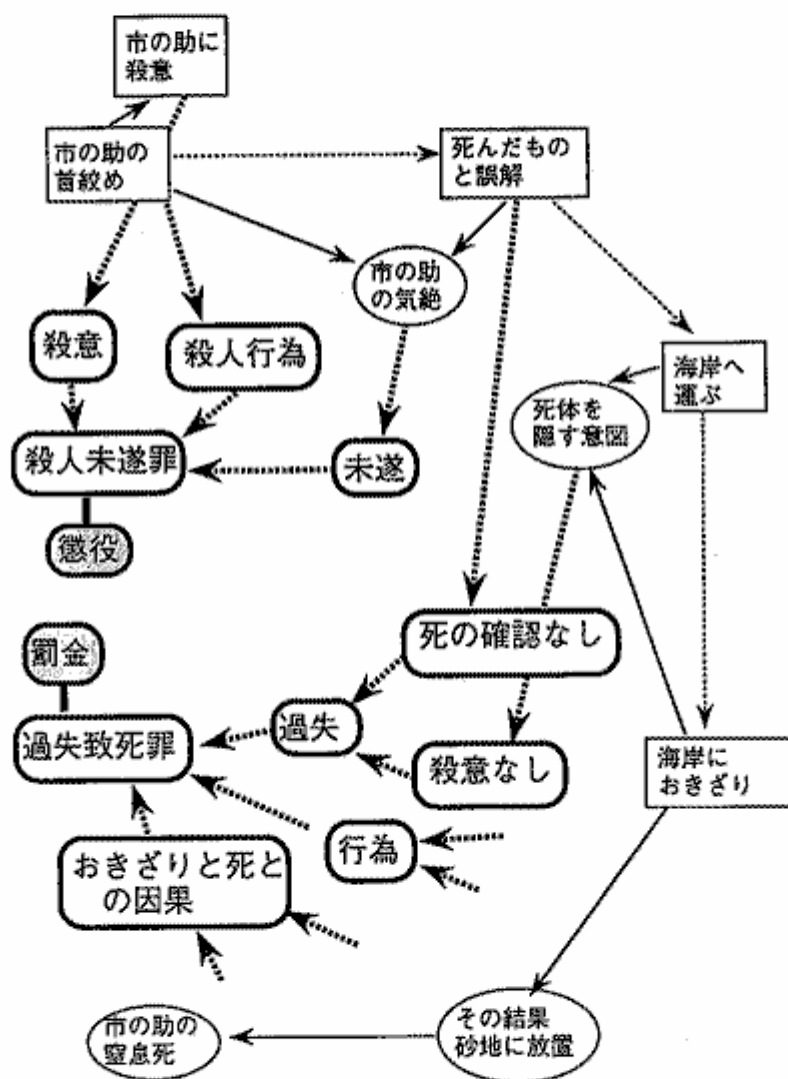 市の助に
殺意
市の助の
首絞め
死んだもの
と誤解
市の助
の気絶
殺意
殺人行為
海岸へ
運ぶ
死体を
隠す意図
殺人未遂罪
未遂
懲役
死の確認なし
罰金
過失致死罪
過失
殺意なし
海岸に
おきざり
行為
おきざりと死と
の因果
市の助の
窒息死
その結果
砂地に放置